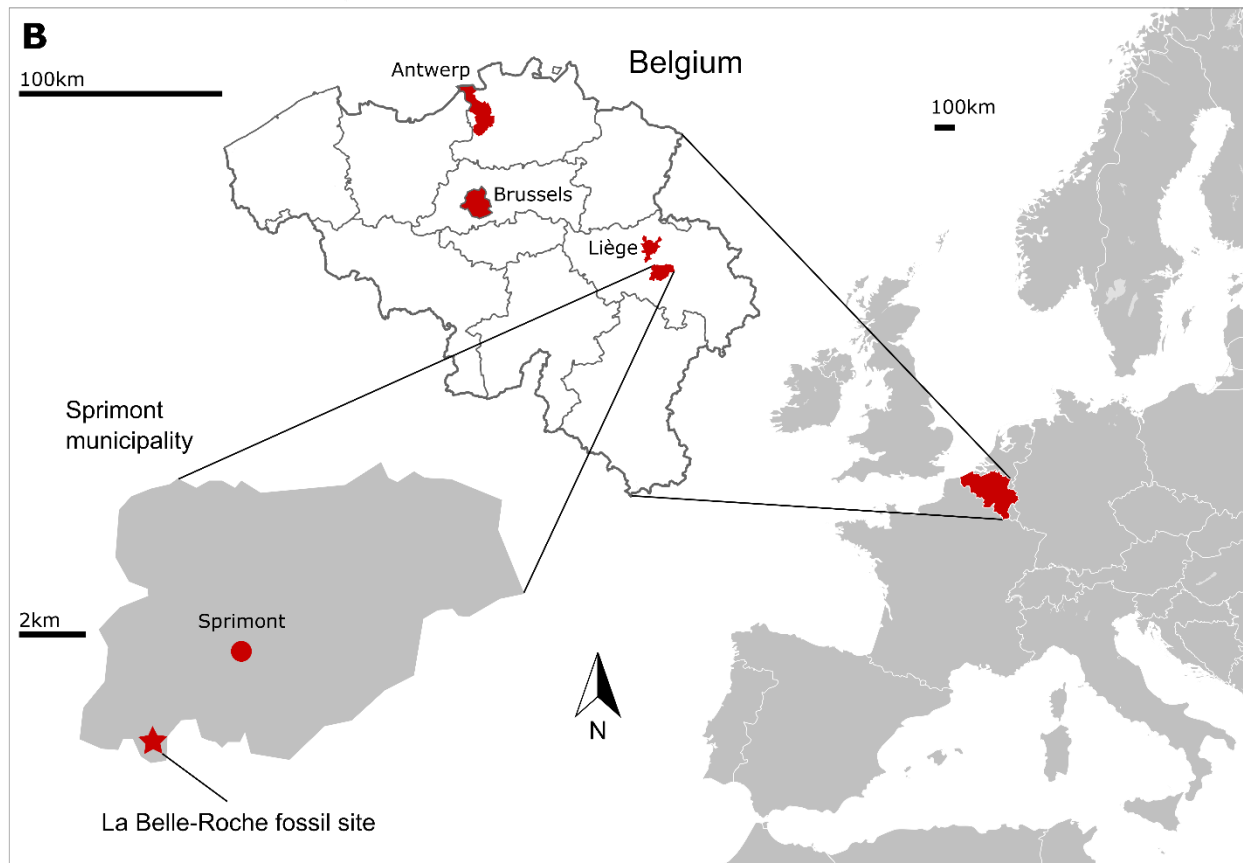 B
Belgium
100km
Antwerp
100km
Brussels
Liège
Sprimont
municipality
2km
Sprimont
N
La Belle-Roche fossil site